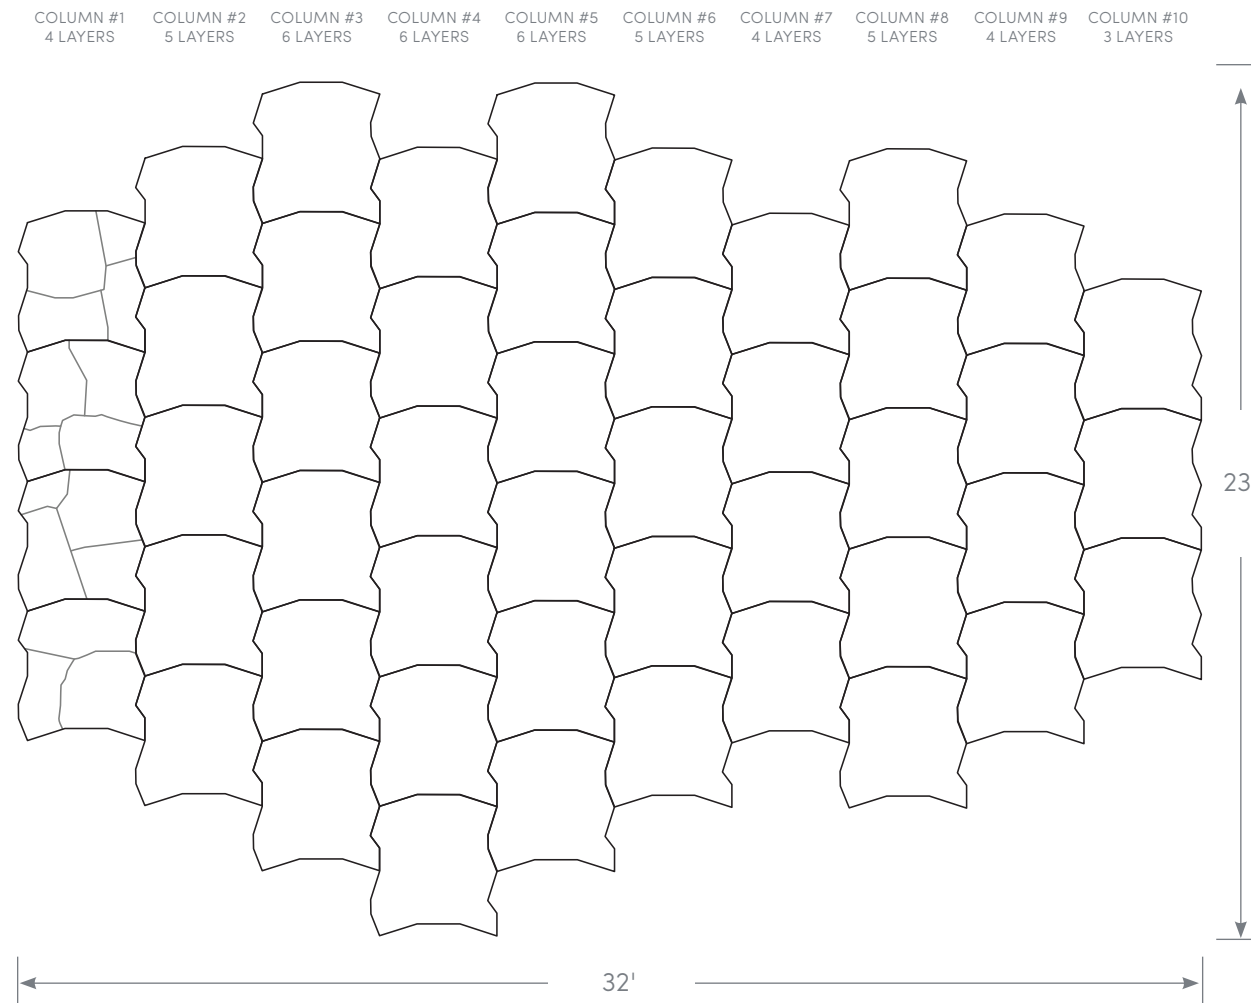 COLUMN #1 COLUMN #2 COLUMN #3 COLUMN #4 COLUMN #5 COLUMN #6 COLUMN #7 COLUMN #8 COLUMN #9 COLUMN #10
4 LAYERS 5 LAYERS 6 LAYERS 6 LAYERS 6 LAYERS 5 LAYERS 4 LAYERS 5 LAYERS 4 LAYERS 3 LAYERS
23
32'